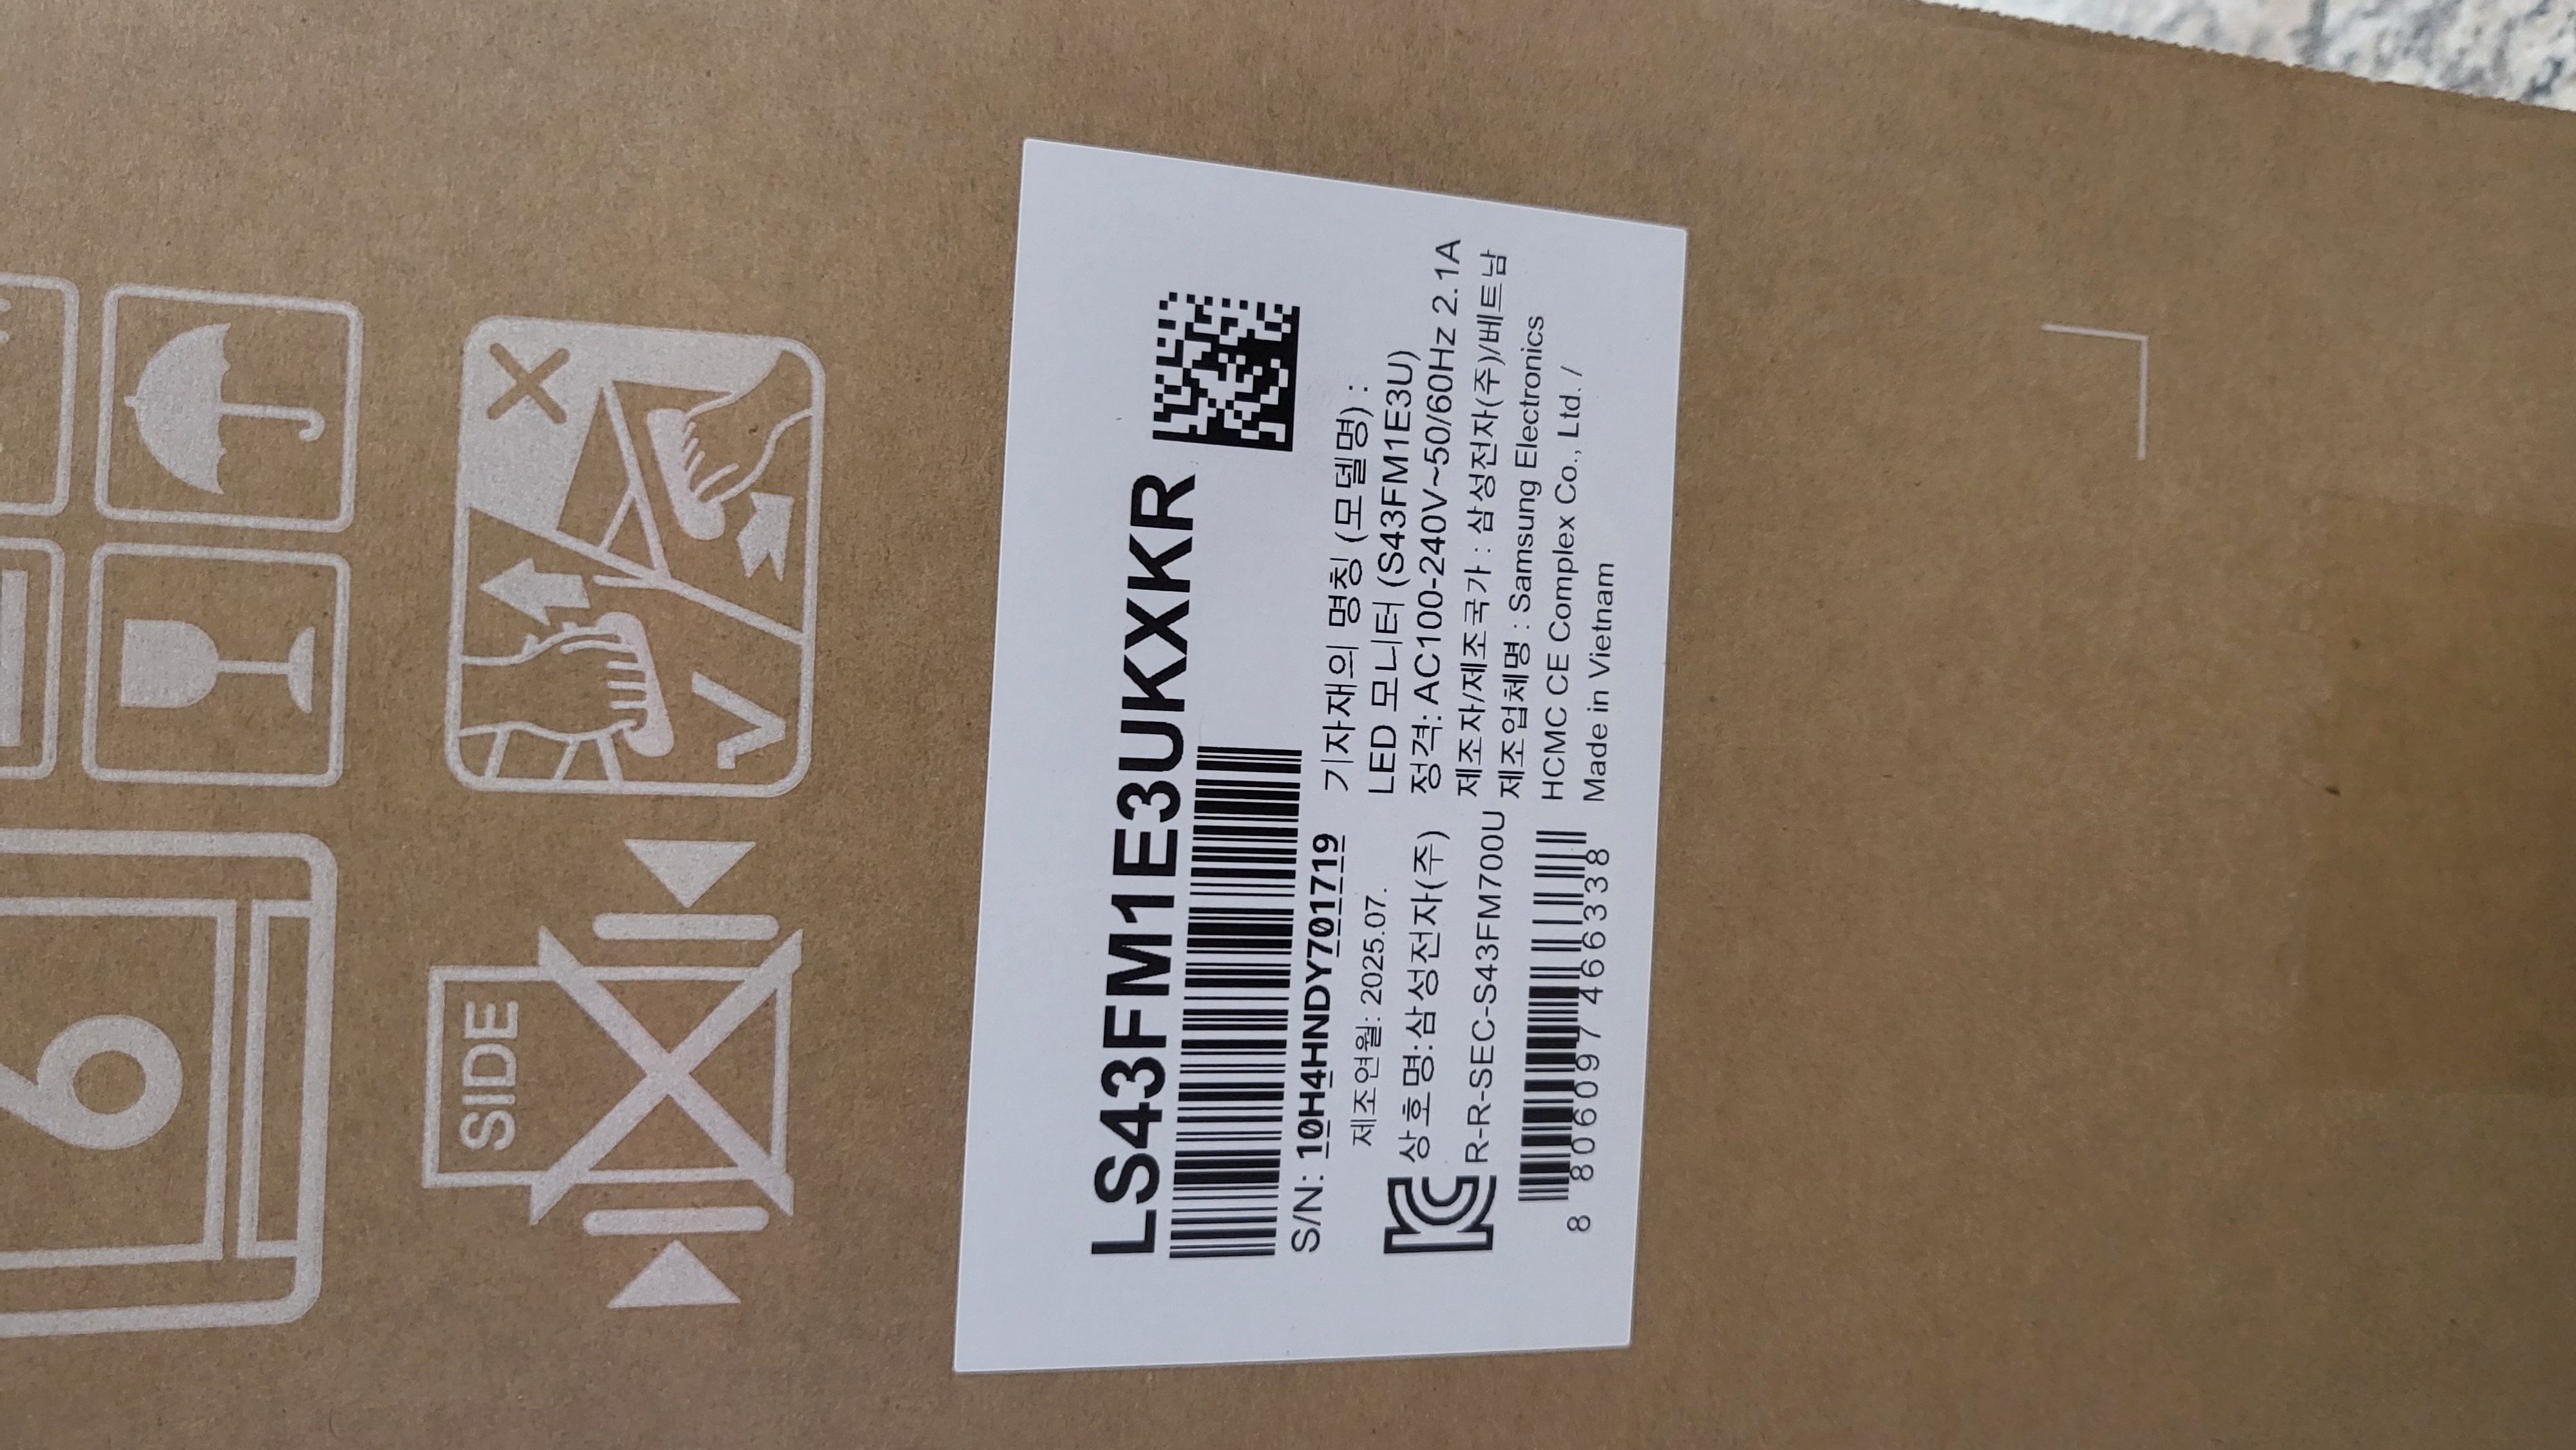 6
SIDE
LS43FM1E3UKXKR
S/N: 10H4HNDY701719
제조연월: 2025.07.
상호명:삼성전자(주)
R-R-SEC-S43FM700U
8 806097 466338
기자재의 명칭 (모델명) :
LED 모니터 (S43FM1E3U)
정격: AC100-240V~50/60Hz 2.1A
제조자/제조국가 : 삼성전자(주)/베트남
제조업체명 : Samsung Electronics
HCMC CE Complex Co., Ltd. /
Made in Vietnam